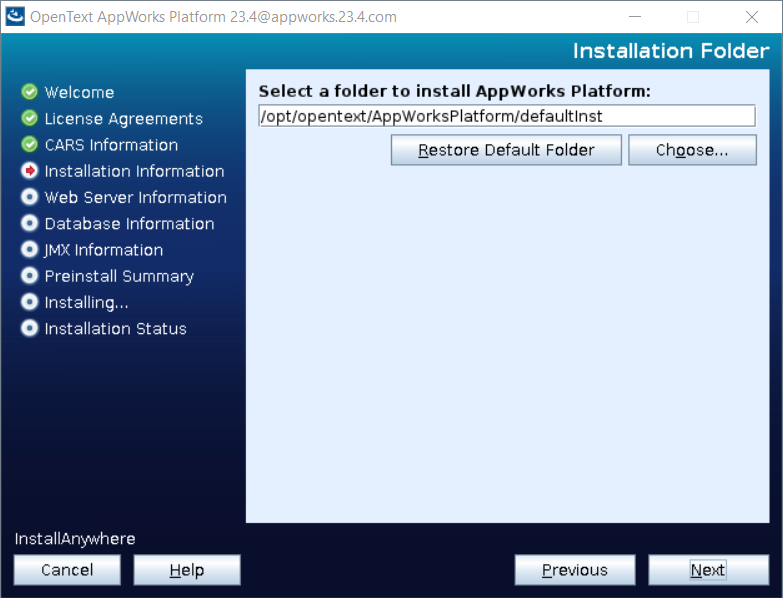 OpenText AppWorks Platform 23.4@appworks.23.4.com
Installation Folder
Welcome
License Agreements
CARS Information
Installation Information
Web Server Information
Database Information
JMX Information
Preinstall Summary
Installing...
Installation Status
Select a folder to install AppWorks Platform:
/opt/opentext/AppWorksPlatform/defaultInst
Restore Default Folder Choose...
InstallAnywhere
Cancel Help Previous Next